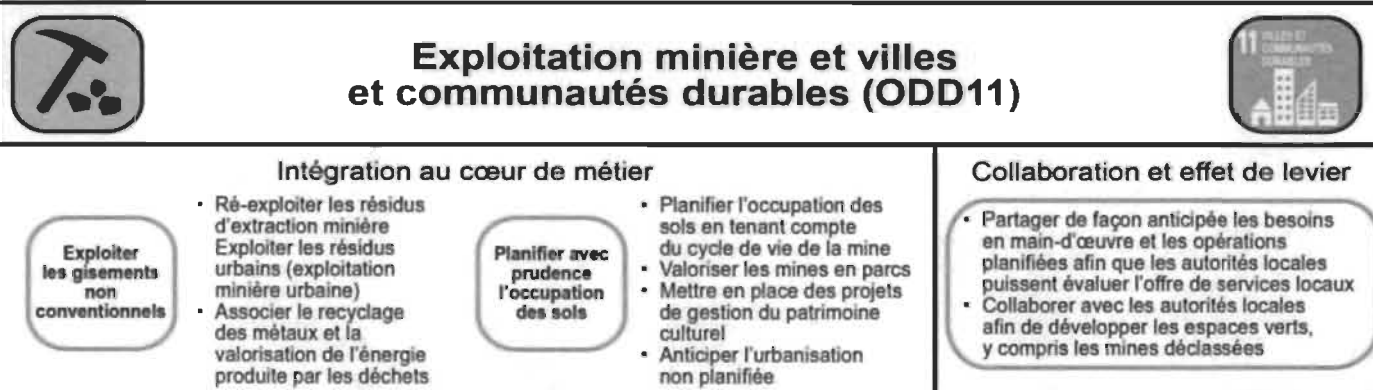 Exploitation minière et villes
et communautés durables (ODD11)
11 VILLES ET
COMMUNAUTÉS
DURABLES
Intégration au cœur de métier
Exploiter
les gisements
non
conventionnels
• Ré-exploiter les résidus
d'extraction minière
Exploiter les résidus
urbains (exploitation
minière urbaine)
• Associer le recyclage
des métaux et la
valorisation de l'énergie
produite par les déchets
Planifier avec
prudence
l'occupation
des sols
• Planifier l'occupation des
sols en tenant compte
du cycle de vie de la mine
• Valoriser les mines en parcs
• Mettre en place des projets
de gestion du patrimoine
culturel
• Anticiper l'urbanisation
non planifiée
Collaboration et effet de levier
• Partager de façon anticipée les besoins
en main-d'œuvre et les opérations
planifiées afin que les autorités locales
puissent évaluer l'offre de services locaux
• Collaborer avec les autorités locales
afin de développer les espaces verts,
y compris les mines déclassées